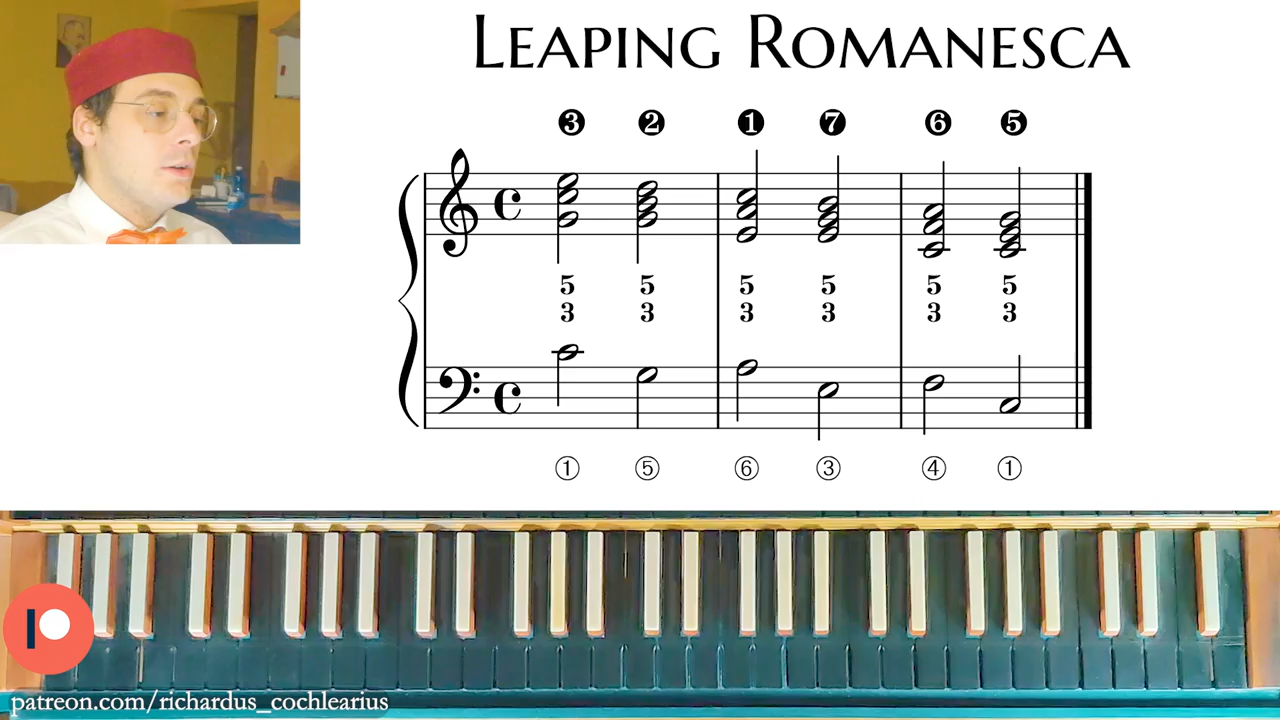 LEAPING ROMANESCA
❸ ❷ ❶ ❼ ❻ ❺
5 5 5 5 5 5
3 3 3 3 3 3
① ⑤ ⑥ ③ ④ ①
patreon.com/richardus_cochlearius